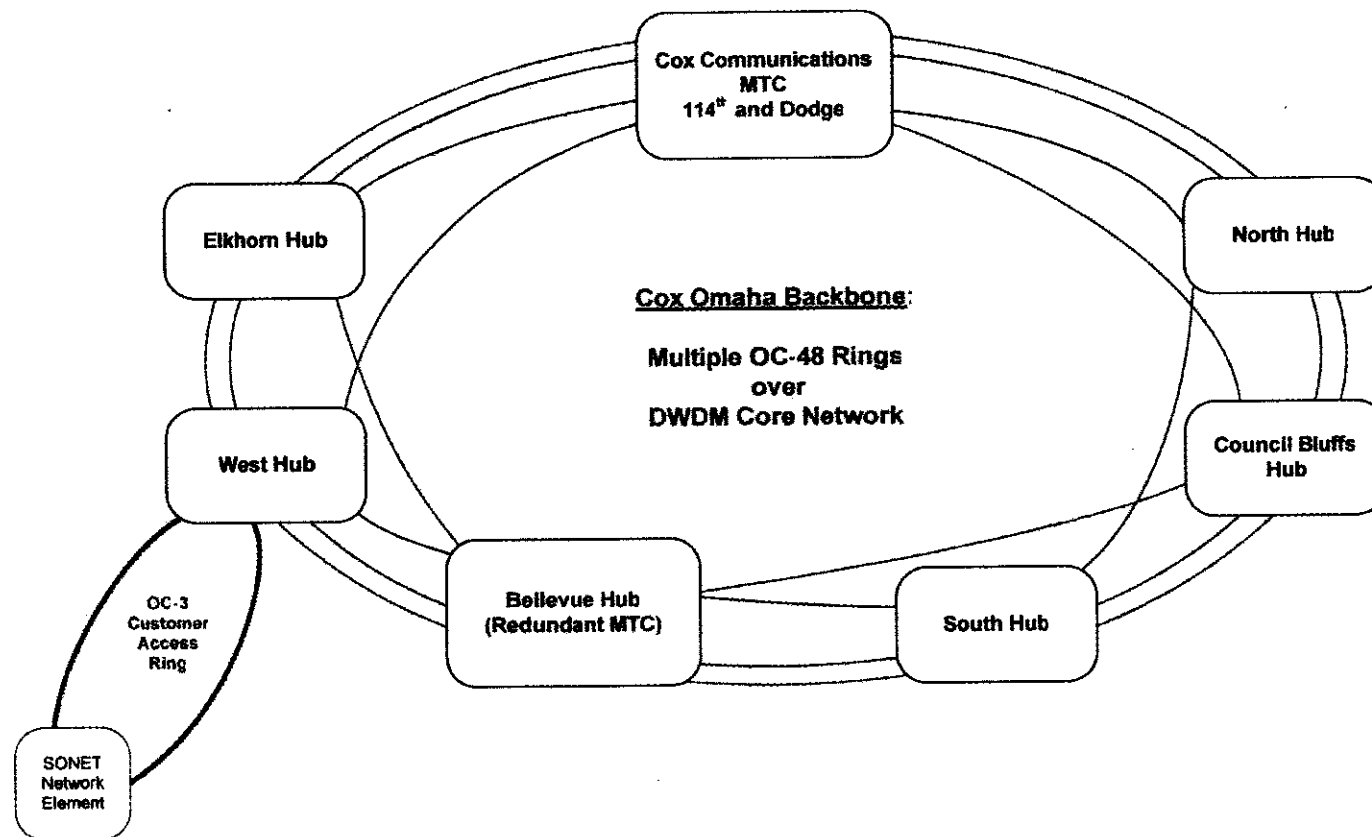 Cox Communications
MTC
114th and Dodge
Elkhorn Hub
North Hub
Cox Omaha Backbone:
Multiple OC-48 Rings
over
DWDM Core Network
West Hub
Council Bluffs
Hub
OC-3
Customer
Access
Ring
Bellevue Hub
(Redundant MTC)
South Hub
SONET
Network
Element